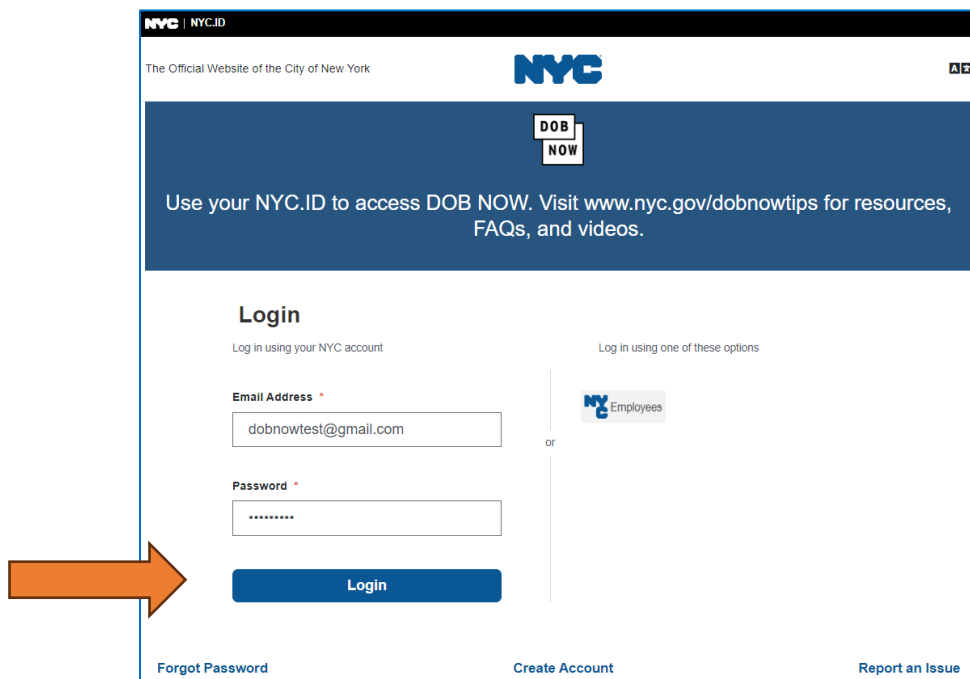 NYC | NYC.ID
The Official Website of the City of New York
NYC
A
DOB
NOW
Use your NYC.ID to access DOB NOW. Visit www.nyc.gov/dobnowtips for resources,
FAQs, and videos.
Login
Log in using your NYC account
Log in using one of these options
Email Address *
dobnowtest@gmail.com
NYC Employees
or
Password *
•••••••••
Login
Forgot Password
Create Account
Report an Issue